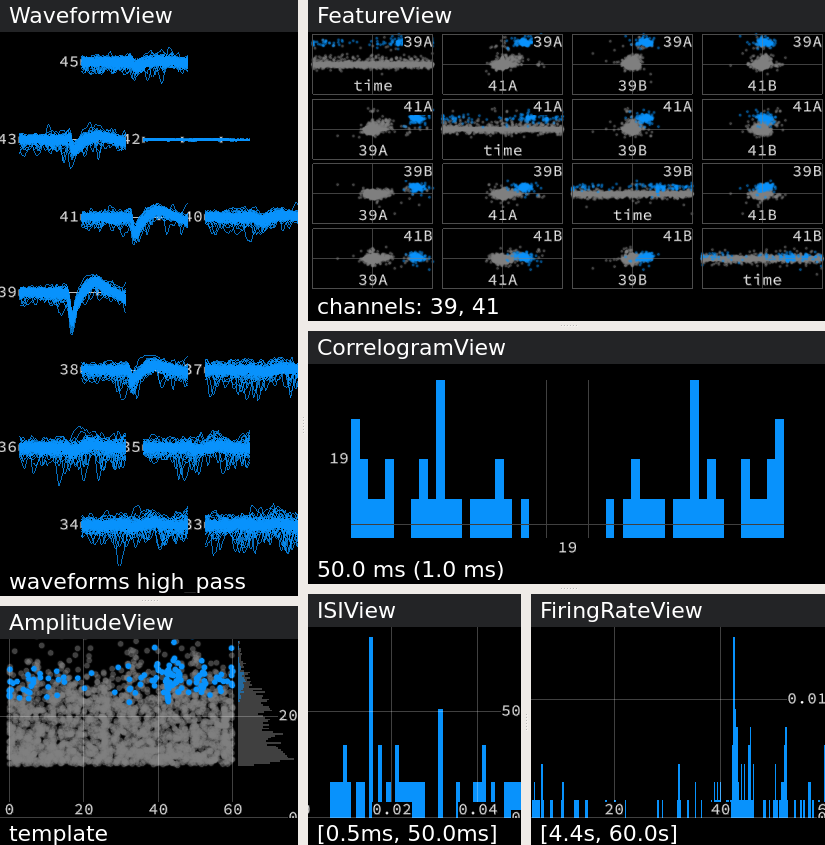 WaveformView
45
43
42
41
40
39
38
37
36
35
34
33
waveforms high_pass
FeatureView
39A 39A 39A 39A
time 41A 39B 41B
41A 41A 41A 41A
39A time 39B 41B
39B 39B 39B 39B
39A 41A time 41B
41B 41B 41B 41B
39A 41A 39B time
channels: 39, 41
CorrelogramView
19
19
50.0 ms (1.0 ms)
AmplitudeView
20
0 20 40 60 0
template
ISIView
50
0.02 0.04
[0.5ms, 50.0ms]
FiringRateView
0.01
20 40
[4.4s, 60.0s]